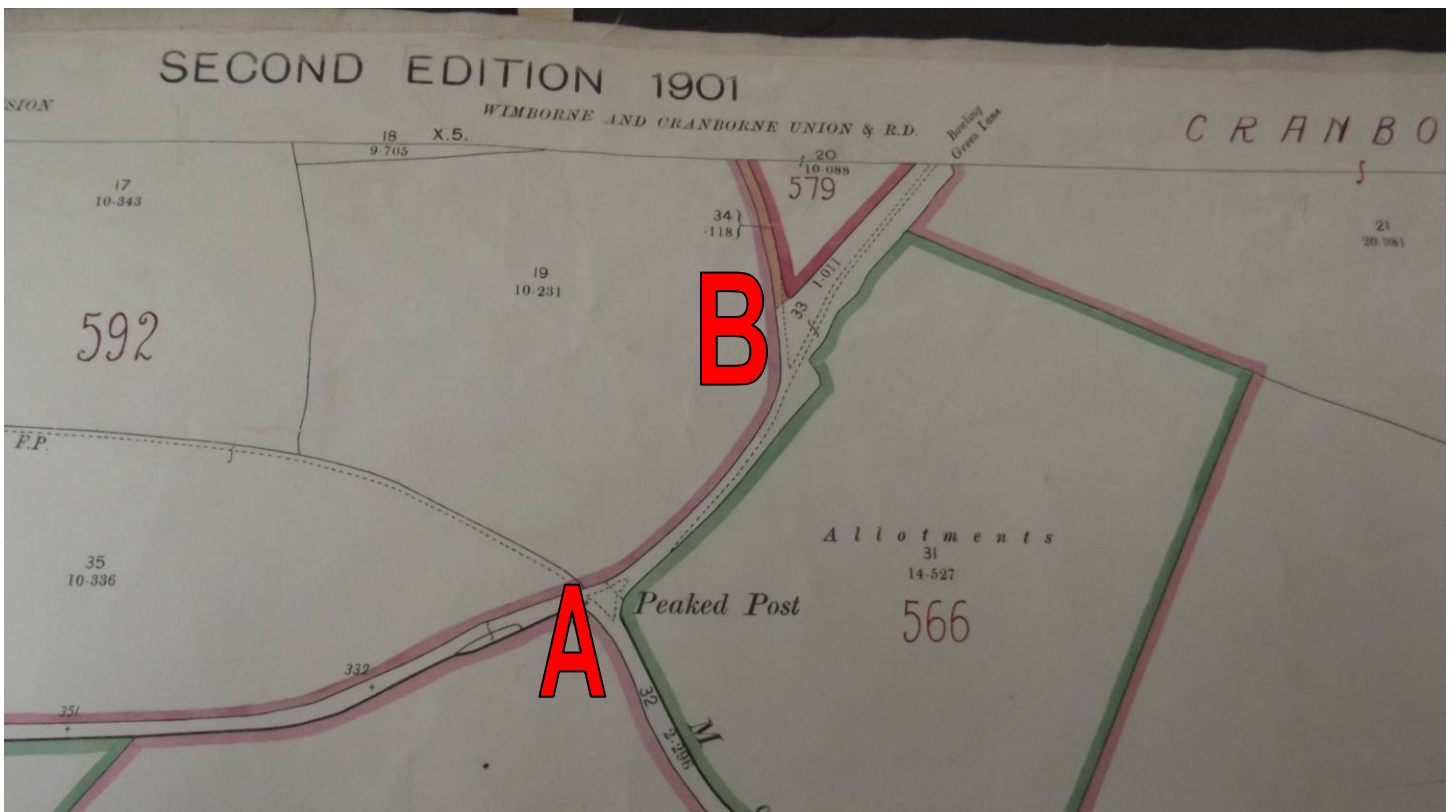 SECOND EDITION 1901
SION
WIMBORNE AND CRANBORNE UNION & R.D.
Bowling
Green Lane
CRANBO
18
9·705
X.5.
20
10·088
579
17
10·343
34
·118
21
20·981
19
10·231
B
33 1·011
592
F.P.
Allotments
31
14·527
566
35
10·336
A
Peaked Post
332
351
32
2·296
M